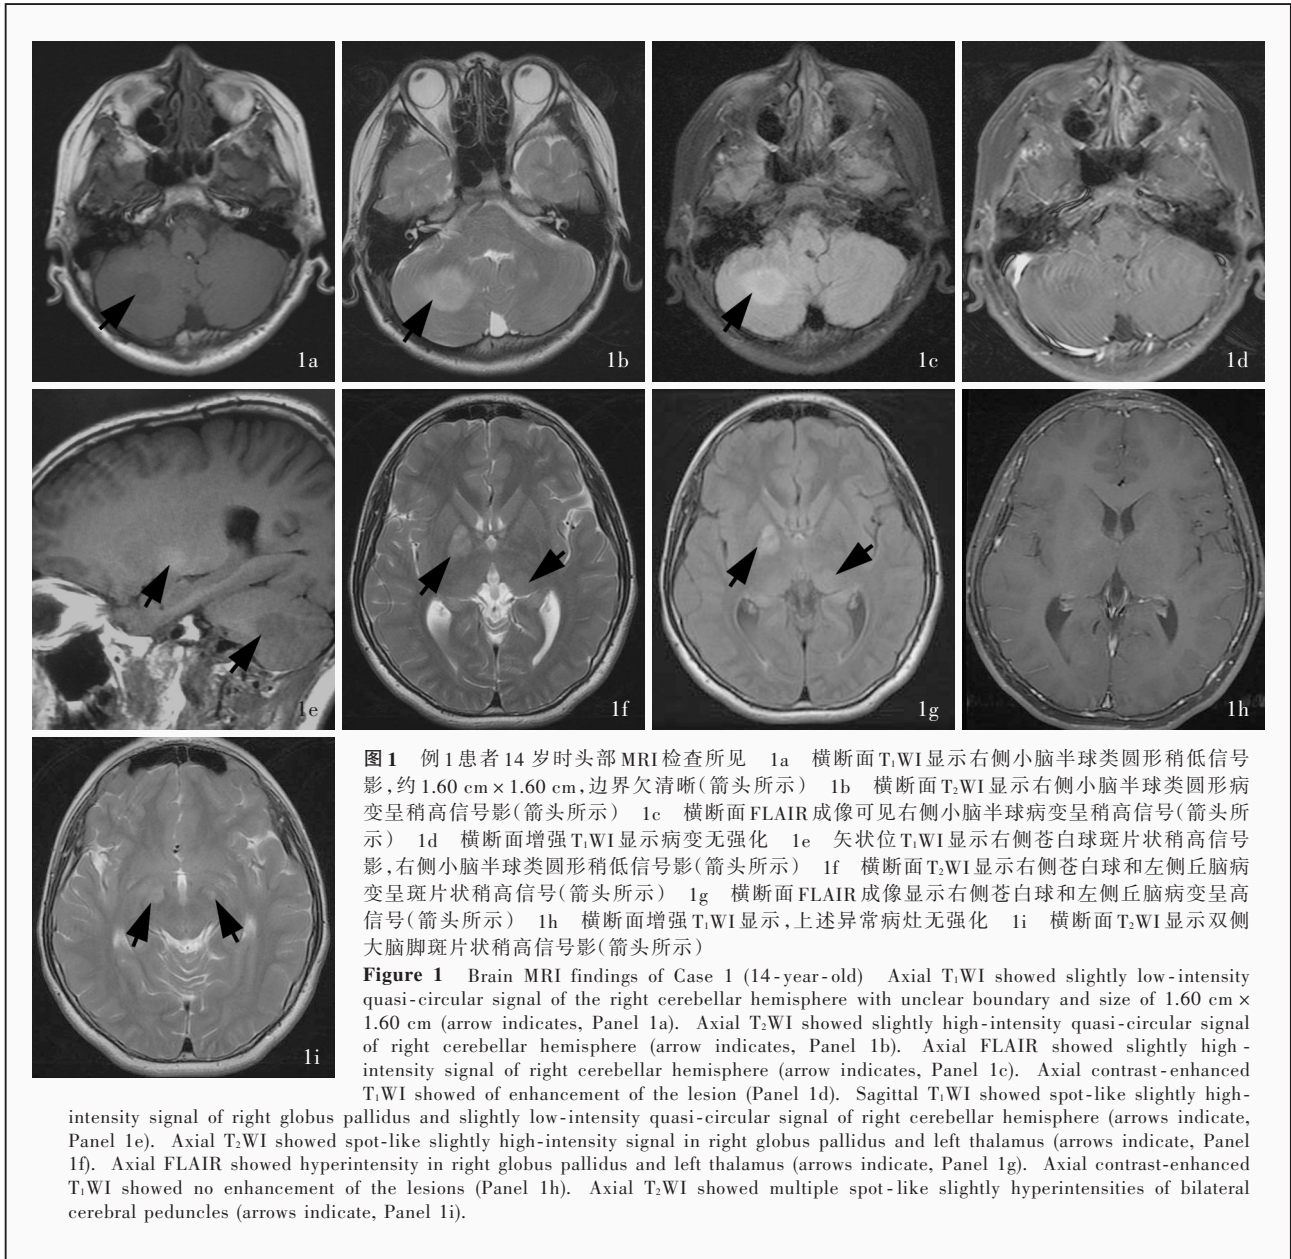 1a
1b
1c
1d
1e
1f
1g
1h
1i
图1 例1患者14岁时头部MRI检查所见 1a 横断面T₁WI显示右侧小脑半球类圆形稍低信号
影,约1.60 cm×1.60 cm,边界欠清晰(箭头所示) 1b 横断面T₂WI显示右侧小脑半球类圆形病
变呈稍高信号影(箭头所示) 1c 横断面FLAIR成像可见右侧小脑半球病变呈稍高信号(箭头所
示) 1d 横断面增强T₁WI显示病变无强化 1e 矢状位T₁WI显示右侧苍白球斑片状稍高信号
影,右侧小脑半球类圆形稍低信号影(箭头所示) 1f 横断面T₂WI显示右侧苍白球和左侧丘脑病
变呈斑片状稍高信号(箭头所示) 1g 横断面FLAIR成像显示右侧苍白球和左侧丘脑病变呈高
信号(箭头所示) 1h 横断面增强T₁WI显示,上述异常病灶无强化 1i 横断面T₂WI显示双侧
大脑脚斑片状稍高信号影(箭头所示)
Figure 1 Brain MRI findings of Case 1 (14-year-old) Axial T₁WI showed slightly low-intensity
quasi-circular signal of the right cerebellar hemisphere with unclear boundary and size of 1.60 cm ×
1.60 cm (arrow indicates, Panel 1a). Axial T₂WI showed slightly high-intensity quasi-circular signal
of right cerebellar hemisphere (arrow indicates, Panel 1b). Axial FLAIR showed slightly high-
intensity signal of right cerebellar hemisphere (arrow indicates, Panel 1c). Axial contrast-enhanced
T₁WI showed of enhancement of the lesion (Panel 1d). Sagittal T₁WI showed spot-like slightly high-
intensity signal of right globus pallidus and slightly low-intensity quasi-circular signal of right cerebellar hemisphere (arrows indicate,
Panel 1e). Axial T₂WI showed spot-like slightly high-intensity signal in right globus pallidus and left thalamus (arrows indicate, Panel
1f). Axial FLAIR showed hyperintensity in right globus pallidus and left thalamus (arrows indicate, Panel 1g). Axial contrast-enhanced
T₁WI showed no enhancement of the lesions (Panel 1h). Axial T₂WI showed multiple spot-like slightly hyperintensities of bilateral
cerebral peduncles (arrows indicate, Panel 1i).